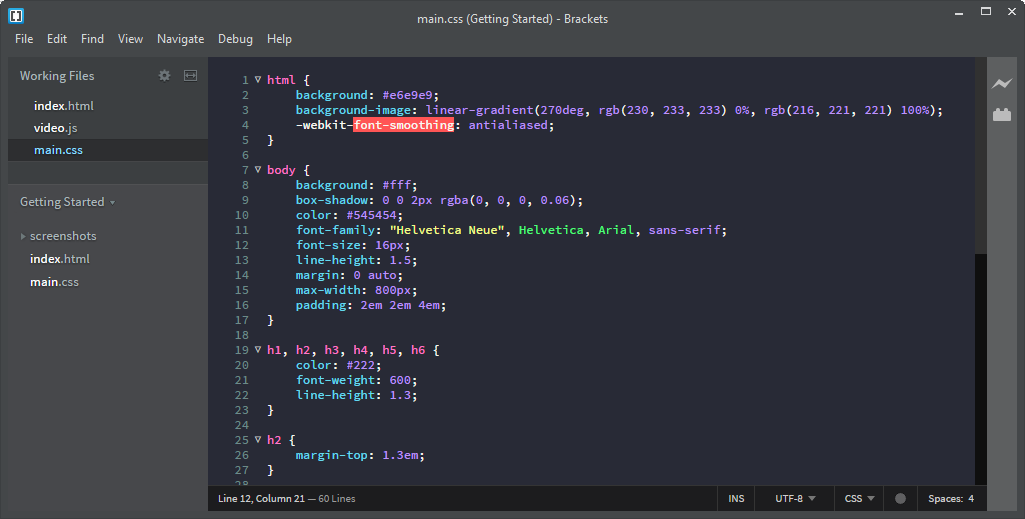 main.css (Getting Started) - Brackets
File Edit Find View Navigate Debug Help
Working Files
index.html
video.js
main.css
Getting Started
screenshots
index.html
main.css
1 html {
2 background: #e6e9e9;
3 background-image: linear-gradient(270deg, rgb(230, 233, 233) 0%, rgb(216, 221, 221) 100%);
4 -webkit-font-smoothing: antialiased;
5 }
6
7 body {
8 background: #fff;
9 box-shadow: 0 0 2px rgba(0, 0, 0, 0.06);
10 color: #545454;
11 font-family: "Helvetica Neue", Helvetica, Arial, sans-serif;
12 font-size: 16px;
13 line-height: 1.5;
14 margin: 0 auto;
15 max-width: 800px;
16 padding: 2em 2em 4em;
17 }
18
19 h1, h2, h3, h4, h5, h6 {
20 color: #222;
21 font-weight: 600;
22 line-height: 1.3;
23 }
24
25 h2 {
26 margin-top: 1.3em;
27 }
28
Line 12, Column 21 — 60 Lines INS UTF-8 CSS Spaces: 4